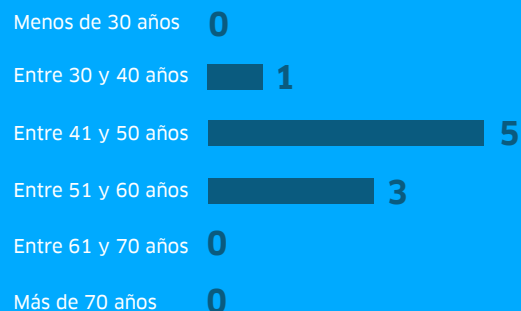 Menos de 30 años 0
Entre 30 y 40 años 1
Entre 41 y 50 años 5
Entre 51 y 60 años 3
Entre 61 y 70 años 0
Más de 70 años 0